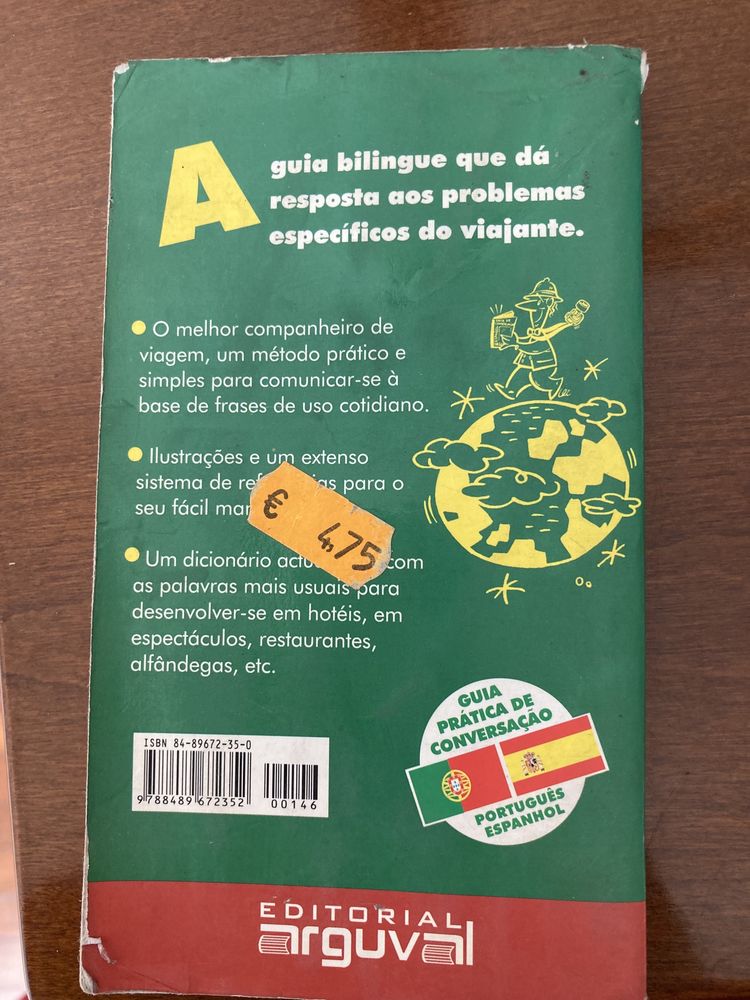 A guia bilingue que dá
resposta aos problemas
específicos do viajante.
O melhor companheiro de
viagem, um método prático e
simples para comunicar-se à
base de frases de uso cotidiano.
Ilustrações e um extenso
sistema de para o
seu fácil
€ 4,75
Um dicionário com
as palavras mais usuais para
desenvolver-se em hotéis, em
espectáculos, restaurantes,
alfândegas, etc.
GUIA
PRÁTICA DE
CONVERSAÇÃO
PORTUGUÊS
ESPANHOL
ISBN 84-89672-35-0
9 788489 672352
00146
EDITORIAL
arguval